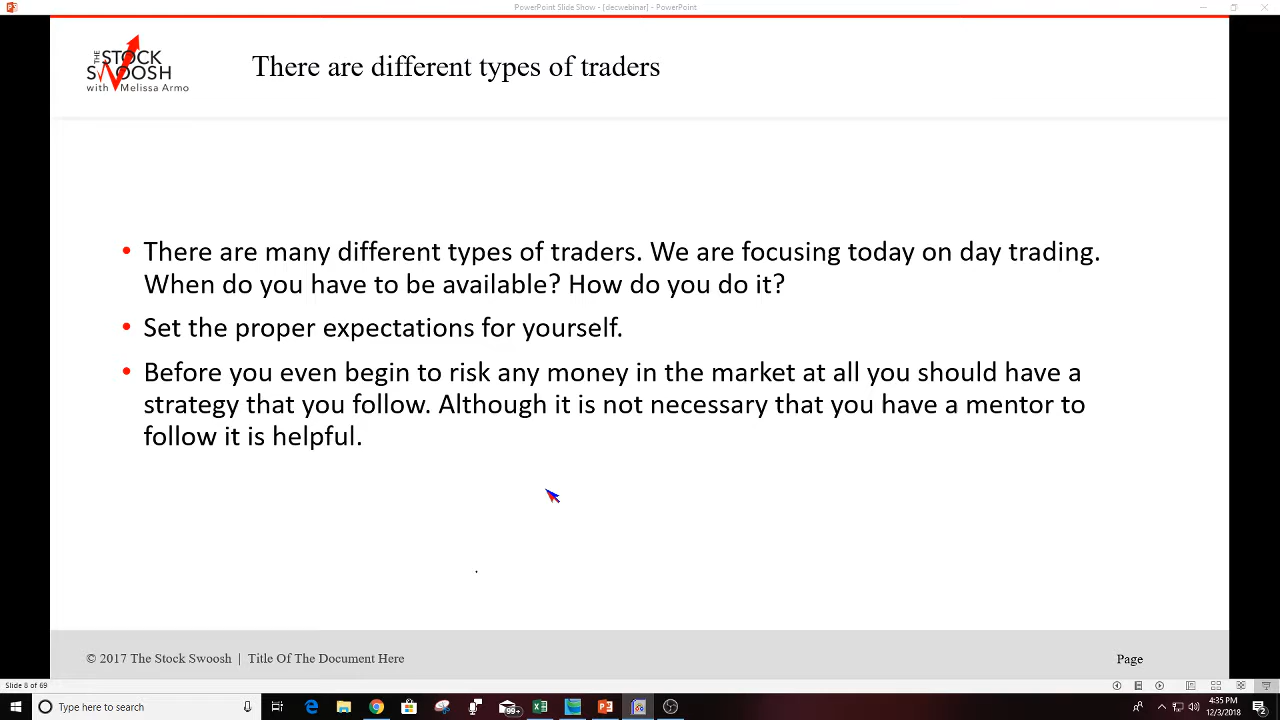 PowerPoint Slide Show - [decwebinar] - PowerPoint
THE
STOCK
SWOOSH
with Melissa Armo
There are different types of traders
• There are many different types of traders. We are focusing today on day trading.
When do you have to be available? How do you do it?
• Set the proper expectations for yourself.
• Before you even begin to risk any money in the market at all you should have a
strategy that you follow. Although it is not necessary that you have a mentor to
follow it is helpful.
.
© 2017 The Stock Swoosh | Title Of The Document Here
Page
Slide 8 of 69
Type here to search
99+
4:35 PM
12/3/2018
2